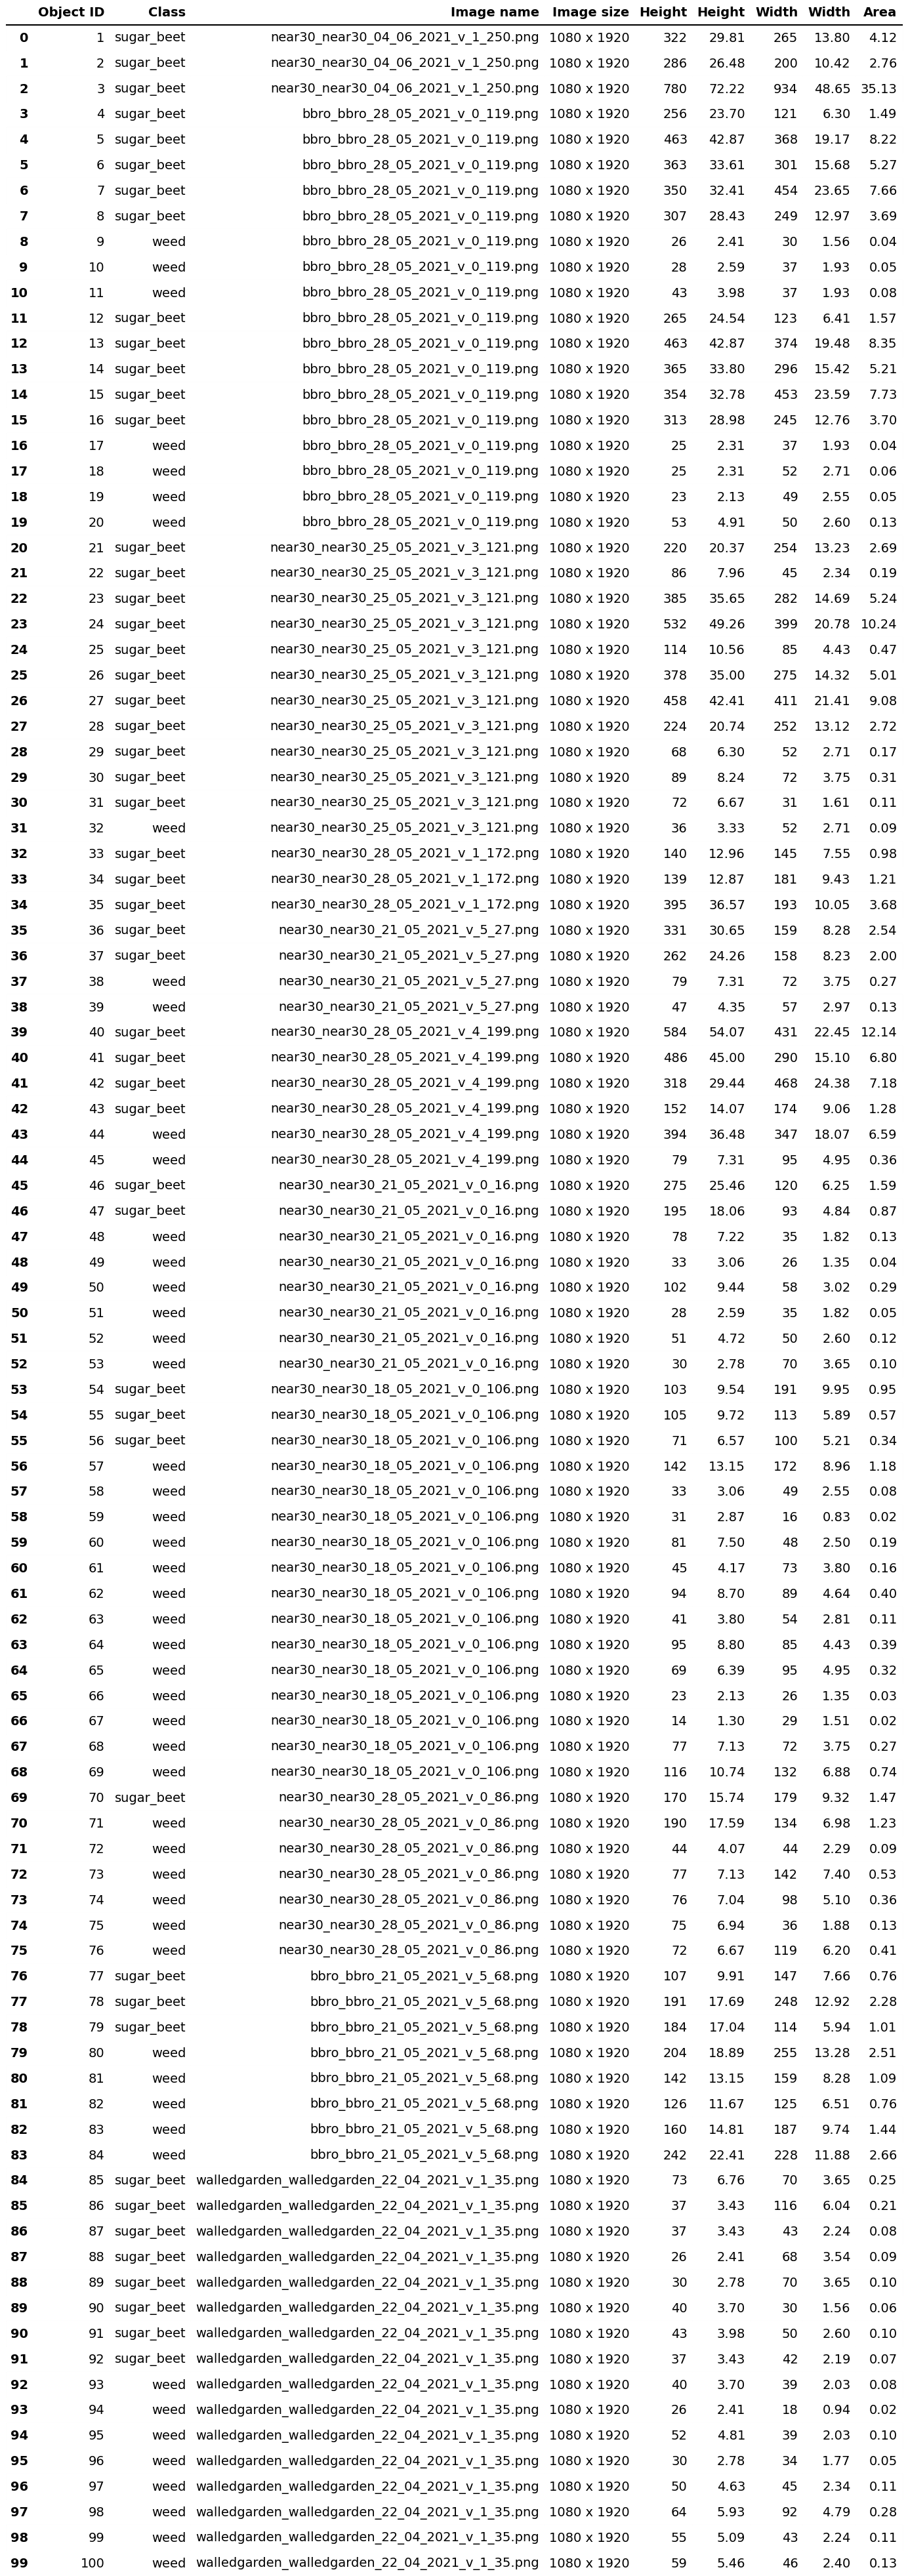 Object ID Class Image name Image size Height Height Width Width Area
0 1 sugar_beet near30_near30_04_06_2021_v_1_250.png 1080 x 1920 322 29.81 265 13.80 4.12
1 2 sugar_beet near30_near30_04_06_2021_v_1_250.png 1080 x 1920 286 26.48 200 10.42 2.76
2 3 sugar_beet near30_near30_04_06_2021_v_1_250.png 1080 x 1920 780 72.22 934 48.65 35.13
3 4 sugar_beet bbro_bbro_28_05_2021_v_0_119.png 1080 x 1920 256 23.70 121 6.30 1.49
4 5 sugar_beet bbro_bbro_28_05_2021_v_0_119.png 1080 x 1920 463 42.87 368 19.17 8.22
5 6 sugar_beet bbro_bbro_28_05_2021_v_0_119.png 1080 x 1920 363 33.61 301 15.68 5.27
6 7 sugar_beet bbro_bbro_28_05_2021_v_0_119.png 1080 x 1920 350 32.41 454 23.65 7.66
7 8 sugar_beet bbro_bbro_28_05_2021_v_0_119.png 1080 x 1920 307 28.43 249 12.97 3.69
8 9 weed bbro_bbro_28_05_2021_v_0_119.png 1080 x 1920 26 2.41 30 1.56 0.04
9 10 weed bbro_bbro_28_05_2021_v_0_119.png 1080 x 1920 28 2.59 37 1.93 0.05
10 11 weed bbro_bbro_28_05_2021_v_0_119.png 1080 x 1920 43 3.98 37 1.93 0.08
11 12 sugar_beet bbro_bbro_28_05_2021_v_0_119.png 1080 x 1920 265 24.54 123 6.41 1.57
12 13 sugar_beet bbro_bbro_28_05_2021_v_0_119.png 1080 x 1920 463 42.87 374 19.48 8.35
13 14 sugar_beet bbro_bbro_28_05_2021_v_0_119.png 1080 x 1920 365 33.80 296 15.42 5.21
14 15 sugar_beet bbro_bbro_28_05_2021_v_0_119.png 1080 x 1920 354 32.78 453 23.59 7.73
15 16 sugar_beet bbro_bbro_28_05_2021_v_0_119.png 1080 x 1920 313 28.98 245 12.76 3.70
16 17 weed bbro_bbro_28_05_2021_v_0_119.png 1080 x 1920 25 2.31 37 1.93 0.04
17 18 weed bbro_bbro_28_05_2021_v_0_119.png 1080 x 1920 25 2.31 52 2.71 0.06
18 19 weed bbro_bbro_28_05_2021_v_0_119.png 1080 x 1920 23 2.13 49 2.55 0.05
19 20 weed bbro_bbro_28_05_2021_v_0_119.png 1080 x 1920 53 4.91 50 2.60 0.13
20 21 sugar_beet near30_near30_25_05_2021_v_3_121.png 1080 x 1920 220 20.37 254 13.23 2.69
21 22 sugar_beet near30_near30_25_05_2021_v_3_121.png 1080 x 1920 86 7.96 45 2.34 0.19
22 23 sugar_beet near30_near30_25_05_2021_v_3_121.png 1080 x 1920 385 35.65 282 14.69 5.24
23 24 sugar_beet near30_near30_25_05_2021_v_3_121.png 1080 x 1920 532 49.26 399 20.78 10.24
24 25 sugar_beet near30_near30_25_05_2021_v_3_121.png 1080 x 1920 114 10.56 85 4.43 0.47
25 26 sugar_beet near30_near30_25_05_2021_v_3_121.png 1080 x 1920 378 35.00 275 14.32 5.01
26 27 sugar_beet near30_near30_25_05_2021_v_3_121.png 1080 x 1920 458 42.41 411 21.41 9.08
27 28 sugar_beet near30_near30_25_05_2021_v_3_121.png 1080 x 1920 224 20.74 252 13.12 2.72
28 29 sugar_beet near30_near30_25_05_2021_v_3_121.png 1080 x 1920 68 6.30 52 2.71 0.17
29 30 sugar_beet near30_near30_25_05_2021_v_3_121.png 1080 x 1920 89 8.24 72 3.75 0.31
30 31 sugar_beet near30_near30_25_05_2021_v_3_121.png 1080 x 1920 72 6.67 31 1.61 0.11
31 32 weed near30_near30_25_05_2021_v_3_121.png 1080 x 1920 36 3.33 52 2.71 0.09
32 33 sugar_beet near30_near30_28_05_2021_v_1_172.png 1080 x 1920 140 12.96 145 7.55 0.98
33 34 sugar_beet near30_near30_28_05_2021_v_1_172.png 1080 x 1920 139 12.87 181 9.43 1.21
34 35 sugar_beet near30_near30_28_05_2021_v_1_172.png 1080 x 1920 395 36.57 193 10.05 3.68
35 36 sugar_beet near30_near30_21_05_2021_v_5_27.png 1080 x 1920 331 30.65 159 8.28 2.54
36 37 sugar_beet near30_near30_21_05_2021_v_5_27.png 1080 x 1920 262 24.26 158 8.23 2.00
37 38 weed near30_near30_21_05_2021_v_5_27.png 1080 x 1920 79 7.31 72 3.75 0.27
38 39 weed near30_near30_21_05_2021_v_5_27.png 1080 x 1920 47 4.35 57 2.97 0.13
39 40 sugar_beet near30_near30_28_05_2021_v_4_199.png 1080 x 1920 584 54.07 431 22.45 12.14
40 41 sugar_beet near30_near30_28_05_2021_v_4_199.png 1080 x 1920 486 45.00 290 15.10 6.80
41 42 sugar_beet near30_near30_28_05_2021_v_4_199.png 1080 x 1920 318 29.44 468 24.38 7.18
42 43 sugar_beet near30_near30_28_05_2021_v_4_199.png 1080 x 1920 152 14.07 174 9.06 1.28
43 44 weed near30_near30_28_05_2021_v_4_199.png 1080 x 1920 394 36.48 347 18.07 6.59
44 45 weed near30_near30_28_05_2021_v_4_199.png 1080 x 1920 79 7.31 95 4.95 0.36
45 46 sugar_beet near30_near30_21_05_2021_v_0_16.png 1080 x 1920 275 25.46 120 6.25 1.59
46 47 sugar_beet near30_near30_21_05_2021_v_0_16.png 1080 x 1920 195 18.06 93 4.84 0.87
47 48 weed near30_near30_21_05_2021_v_0_16.png 1080 x 1920 78 7.22 35 1.82 0.13
48 49 weed near30_near30_21_05_2021_v_0_16.png 1080 x 1920 33 3.06 26 1.35 0.04
49 50 weed near30_near30_21_05_2021_v_0_16.png 1080 x 1920 102 9.44 58 3.02 0.29
50 51 weed near30_near30_21_05_2021_v_0_16.png 1080 x 1920 28 2.59 35 1.82 0.05
51 52 weed near30_near30_21_05_2021_v_0_16.png 1080 x 1920 51 4.72 50 2.60 0.12
52 53 weed near30_near30_21_05_2021_v_0_16.png 1080 x 1920 30 2.78 70 3.65 0.10
53 54 sugar_beet near30_near30_18_05_2021_v_0_106.png 1080 x 1920 103 9.54 191 9.95 0.95
54 55 sugar_beet near30_near30_18_05_2021_v_0_106.png 1080 x 1920 105 9.72 113 5.89 0.57
55 56 sugar_beet near30_near30_18_05_2021_v_0_106.png 1080 x 1920 71 6.57 100 5.21 0.34
56 57 weed near30_near30_18_05_2021_v_0_106.png 1080 x 1920 142 13.15 172 8.96 1.18
57 58 weed near30_near30_18_05_2021_v_0_106.png 1080 x 1920 33 3.06 49 2.55 0.08
58 59 weed near30_near30_18_05_2021_v_0_106.png 1080 x 1920 31 2.87 16 0.83 0.02
59 60 weed near30_near30_18_05_2021_v_0_106.png 1080 x 1920 81 7.50 48 2.50 0.19
60 61 weed near30_near30_18_05_2021_v_0_106.png 1080 x 1920 45 4.17 73 3.80 0.16
61 62 weed near30_near30_18_05_2021_v_0_106.png 1080 x 1920 94 8.70 89 4.64 0.40
62 63 weed near30_near30_18_05_2021_v_0_106.png 1080 x 1920 41 3.80 54 2.81 0.11
63 64 weed near30_near30_18_05_2021_v_0_106.png 1080 x 1920 95 8.80 85 4.43 0.39
64 65 weed near30_near30_18_05_2021_v_0_106.png 1080 x 1920 69 6.39 95 4.95 0.32
65 66 weed near30_near30_18_05_2021_v_0_106.png 1080 x 1920 23 2.13 26 1.35 0.03
66 67 weed near30_near30_18_05_2021_v_0_106.png 1080 x 1920 14 1.30 29 1.51 0.02
67 68 weed near30_near30_18_05_2021_v_0_106.png 1080 x 1920 77 7.13 72 3.75 0.27
68 69 weed near30_near30_18_05_2021_v_0_106.png 1080 x 1920 116 10.74 132 6.88 0.74
69 70 sugar_beet near30_near30_28_05_2021_v_0_86.png 1080 x 1920 170 15.74 179 9.32 1.47
70 71 weed near30_near30_28_05_2021_v_0_86.png 1080 x 1920 190 17.59 134 6.98 1.23
71 72 weed near30_near30_28_05_2021_v_0_86.png 1080 x 1920 44 4.07 44 2.29 0.09
72 73 weed near30_near30_28_05_2021_v_0_86.png 1080 x 1920 77 7.13 142 7.40 0.53
73 74 weed near30_near30_28_05_2021_v_0_86.png 1080 x 1920 76 7.04 98 5.10 0.36
74 75 weed near30_near30_28_05_2021_v_0_86.png 1080 x 1920 75 6.94 36 1.88 0.13
75 76 weed near30_near30_28_05_2021_v_0_86.png 1080 x 1920 72 6.67 119 6.20 0.41
76 77 sugar_beet bbro_bbro_21_05_2021_v_5_68.png 1080 x 1920 107 9.91 147 7.66 0.76
77 78 sugar_beet bbro_bbro_21_05_2021_v_5_68.png 1080 x 1920 191 17.69 248 12.92 2.28
78 79 sugar_beet bbro_bbro_21_05_2021_v_5_68.png 1080 x 1920 184 17.04 114 5.94 1.01
79 80 weed bbro_bbro_21_05_2021_v_5_68.png 1080 x 1920 204 18.89 255 13.28 2.51
80 81 weed bbro_bbro_21_05_2021_v_5_68.png 1080 x 1920 142 13.15 159 8.28 1.09
81 82 weed bbro_bbro_21_05_2021_v_5_68.png 1080 x 1920 126 11.67 125 6.51 0.76
82 83 weed bbro_bbro_21_05_2021_v_5_68.png 1080 x 1920 160 14.81 187 9.74 1.44
83 84 weed bbro_bbro_21_05_2021_v_5_68.png 1080 x 1920 242 22.41 228 11.88 2.66
84 85 sugar_beet walledgarden_walledgarden_22_04_2021_v_1_35.png 1080 x 1920 73 6.76 70 3.65 0.25
85 86 sugar_beet walledgarden_walledgarden_22_04_2021_v_1_35.png 1080 x 1920 37 3.43 116 6.04 0.21
86 87 sugar_beet walledgarden_walledgarden_22_04_2021_v_1_35.png 1080 x 1920 37 3.43 43 2.24 0.08
87 88 sugar_beet walledgarden_walledgarden_22_04_2021_v_1_35.png 1080 x 1920 26 2.41 68 3.54 0.09
88 89 sugar_beet walledgarden_walledgarden_22_04_2021_v_1_35.png 1080 x 1920 30 2.78 70 3.65 0.10
89 90 sugar_beet walledgarden_walledgarden_22_04_2021_v_1_35.png 1080 x 1920 40 3.70 30 1.56 0.06
90 91 sugar_beet walledgarden_walledgarden_22_04_2021_v_1_35.png 1080 x 1920 43 3.98 50 2.60 0.10
91 92 sugar_beet walledgarden_walledgarden_22_04_2021_v_1_35.png 1080 x 1920 37 3.43 42 2.19 0.07
92 93 weed walledgarden_walledgarden_22_04_2021_v_1_35.png 1080 x 1920 40 3.70 39 2.03 0.08
93 94 weed walledgarden_walledgarden_22_04_2021_v_1_35.png 1080 x 1920 26 2.41 18 0.94 0.02
94 95 weed walledgarden_walledgarden_22_04_2021_v_1_35.png 1080 x 1920 52 4.81 39 2.03 0.10
95 96 weed walledgarden_walledgarden_22_04_2021_v_1_35.png 1080 x 1920 30 2.78 34 1.77 0.05
96 97 weed walledgarden_walledgarden_22_04_2021_v_1_35.png 1080 x 1920 50 4.63 45 2.34 0.11
97 98 weed walledgarden_walledgarden_22_04_2021_v_1_35.png 1080 x 1920 64 5.93 92 4.79 0.28
98 99 weed walledgarden_walledgarden_22_04_2021_v_1_35.png 1080 x 1920 55 5.09 43 2.24 0.11
99 100 weed walledgarden_walledgarden_22_04_2021_v_1_35.png 1080 x 1920 59 5.46 46 2.40 0.13